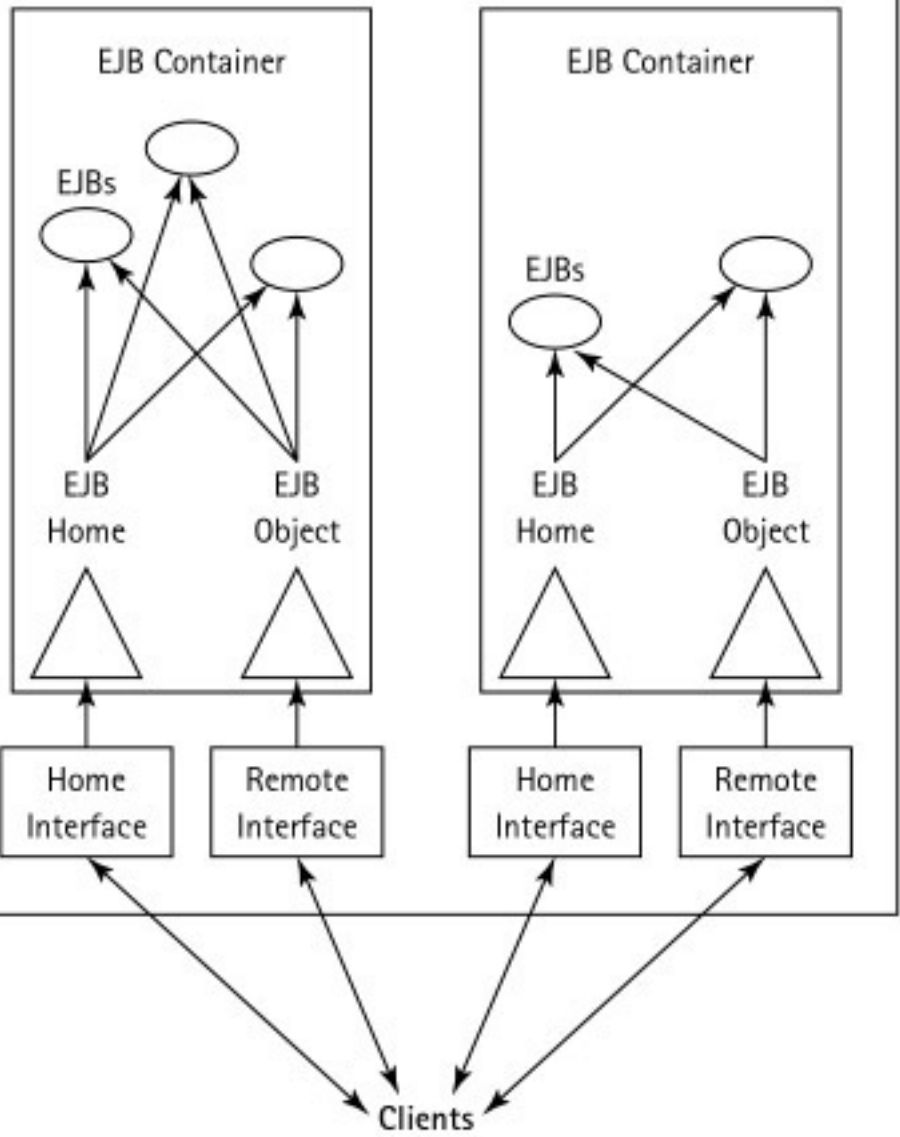 EJB Container
EJBs
EJB
Home
EJB
Object
Home
Interface
Remote
Interface
EJB Container
EJBs
EJB
Home
EJB
Object
Home
Interface
Remote
Interface
Clients